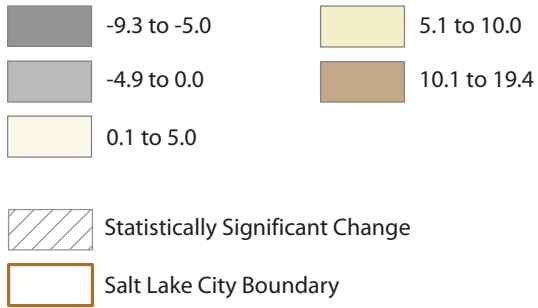 -9.3 to -5.0
-4.9 to 0.0
0.1 to 5.0
5.1 to 10.0
10.1 to 19.4
Statistically Significant Change
Salt Lake City Boundary